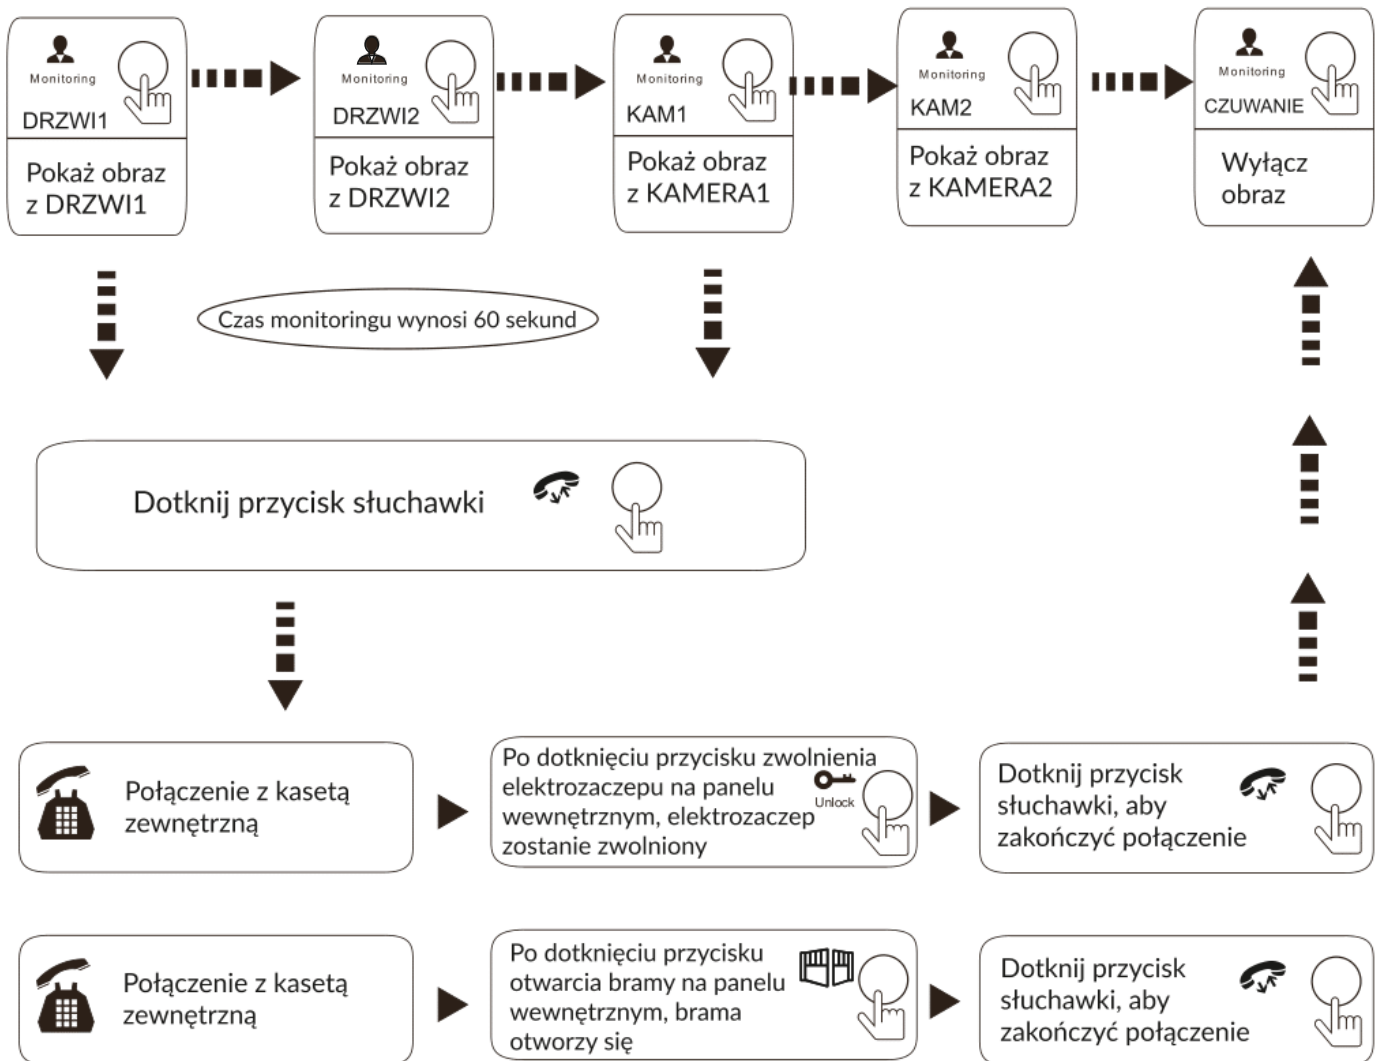 Monitoring
DRZWI1
Pokaż obraz
z DRZWI1
Monitoring
DRZWI2
Pokaż obraz
z DRZWI2
Monitoring
KAM1
Pokaż obraz
z KAMERA1
Monitoring
KAM2
Pokaż obraz
z KAMERA2
Monitoring
CZUWANIE
Wyłącz
obraz
Czas monitoringu wynosi 60 sekund
Dotknij przycisk słuchawki
Połączenie z kasetą
zewnętrzną
Po dotknięciu przycisku zwolnienia
elektrozaczepu na panelu
wewnętrznym, elektrozaczep
zostanie zwolniony
Unlock
Dotknij przycisk
słuchawki, aby
zakończyć połączenie
Połączenie z kasetą
zewnętrzną
Po dotknięciu przycisku
otwarcia bramy na panelu
wewnętrznym, brama
otworzy się
Dotknij przycisk
słuchawki, aby
zakończyć połączenie